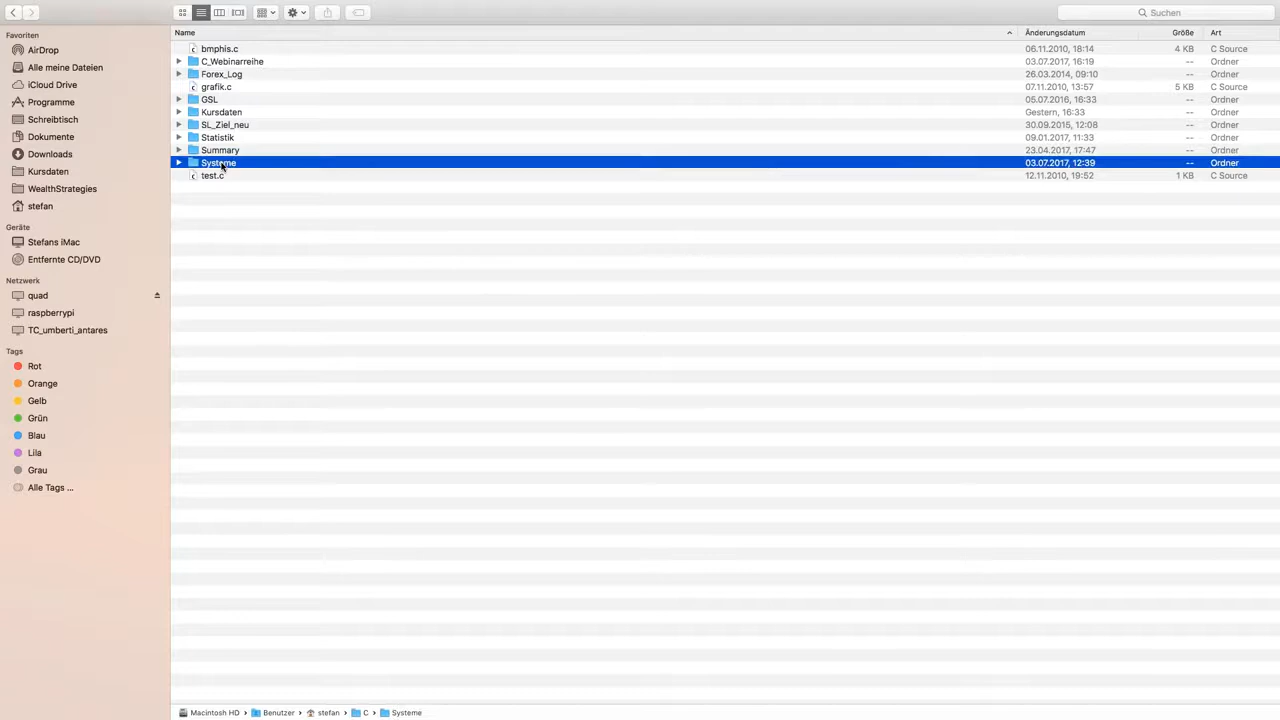 Suchen
Favoriten
AirDrop
Alle meine Dateien
iCloud Drive
Programme
Schreibtisch
Dokumente
Downloads
Kursdaten
WealthStrategies
stefan
Geräte
Stefans iMac
Entfernte CD/DVD
Netzwerk
quad
raspberrypi
TC_umberti_antares
Tags
Rot
Orange
Gelb
Grün
Blau
Lila
Grau
Alle Tags ...
Name Änderungsdatum Größe Art
bmphis.c 06.11.2010, 18:14 4 KB C Source
C_Webinarreihe 03.07.2017, 16:19 -- Ordner
Forex_Log 26.03.2014, 09:10 -- Ordner
grafik.c 07.11.2010, 13:57 5 KB C Source
GSL 05.07.2016, 16:33 -- Ordner
Kursdaten Gestern, 16:33 -- Ordner
SL_Ziel_neu 30.09.2015, 12:08 -- Ordner
Statistik 09.01.2017, 11:33 -- Ordner
Summary 23.04.2017, 17:47 -- Ordner
Systeme 03.07.2017, 12:39 -- Ordner
test.c 12.11.2010, 19:52 1 KB C Source
Macintosh HD › Benutzer › stefan › C › Systeme